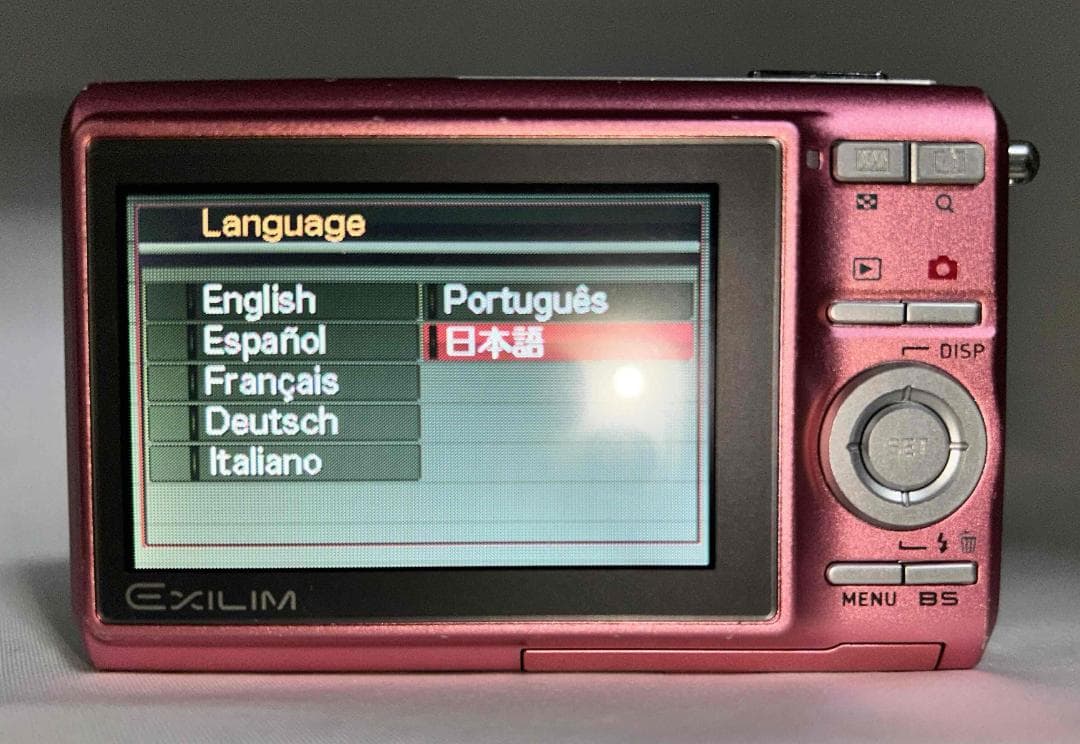 Language
English
Español
Français
Deutsch
Italiano
Português
日本語
EXILIM
DISP
SET
MENU BS